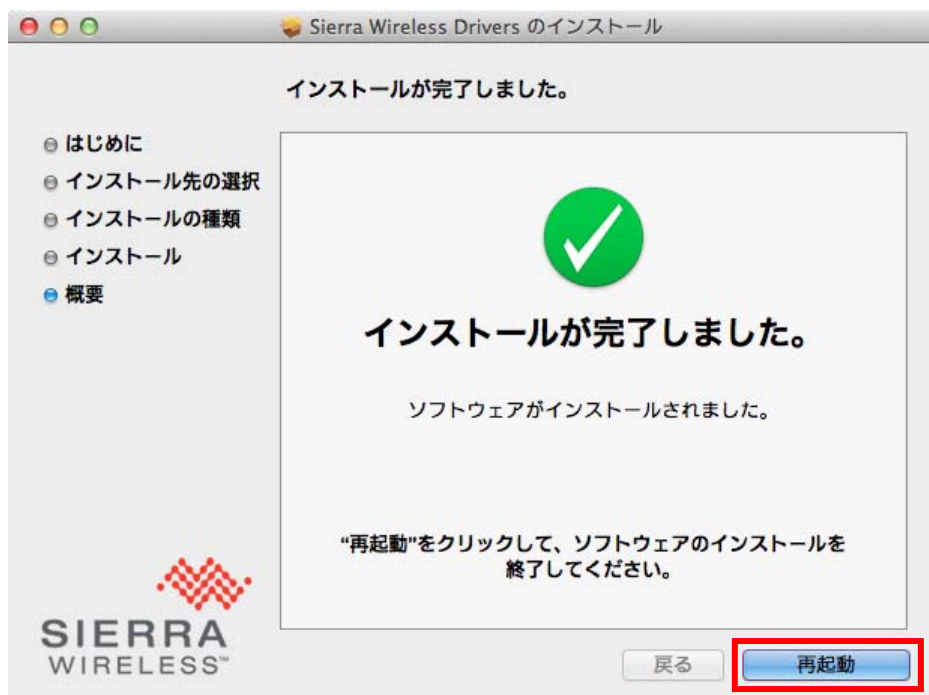 Sierra Wireless Drivers のインストール
インストールが完了しました。
はじめに
インストール先の選択
インストールの種類
インストール
概要
インストールが完了しました。
ソフトウェアがインストールされました。
“再起動”をクリックして、ソフトウェアのインストールを
終了してください。
SIERRA
WIRELESS™
戻る
再起動